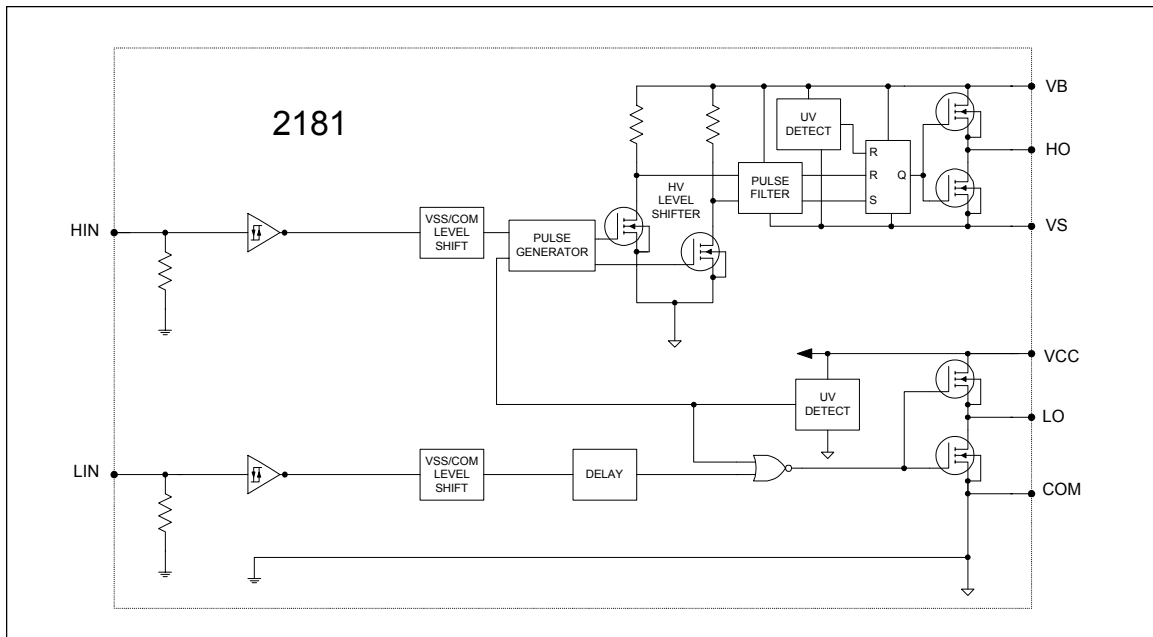 2181
VB
UV
DETECT
HO
R
R
Q
S
PULSE
FILTER
HV
LEVEL
SHIFTER
VS
HIN
VSS/COM
LEVEL
SHIFT
PULSE
GENERATOR
VCC
UV
DETECT
LO
LIN
VSS/COM
LEVEL
SHIFT
DELAY
COM